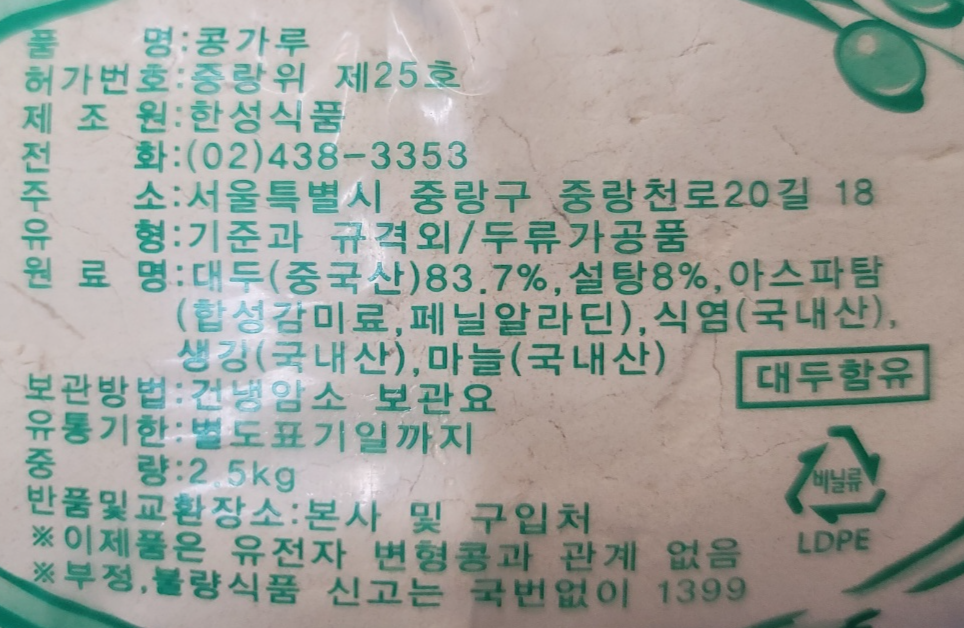 품 명:콩가루
허가번호:중랑위 제25호
제 조 원:한성식품
전 화:(02)438-3353
주 소:서울특별시 중랑구 중랑천로20길 18
유 형:기준과 규격외/두류가공품
원 료 명:대두(중국산)83.7%,설탕8%,아스파탐
(합성감미료,페닐알라딘),식염(국내산),
생강(국내산),마늘(국내산)
대두함유
보관방법:건냉암소 보관요
유통기한:별도표기일까지
중 량:2.5kg
반품및교환장소:본사 및 구입처
※이제품은 유전자 변형콩과 관계 없음
※부정,불량식품 신고는 국번없이 1399
비닐류
LDPE